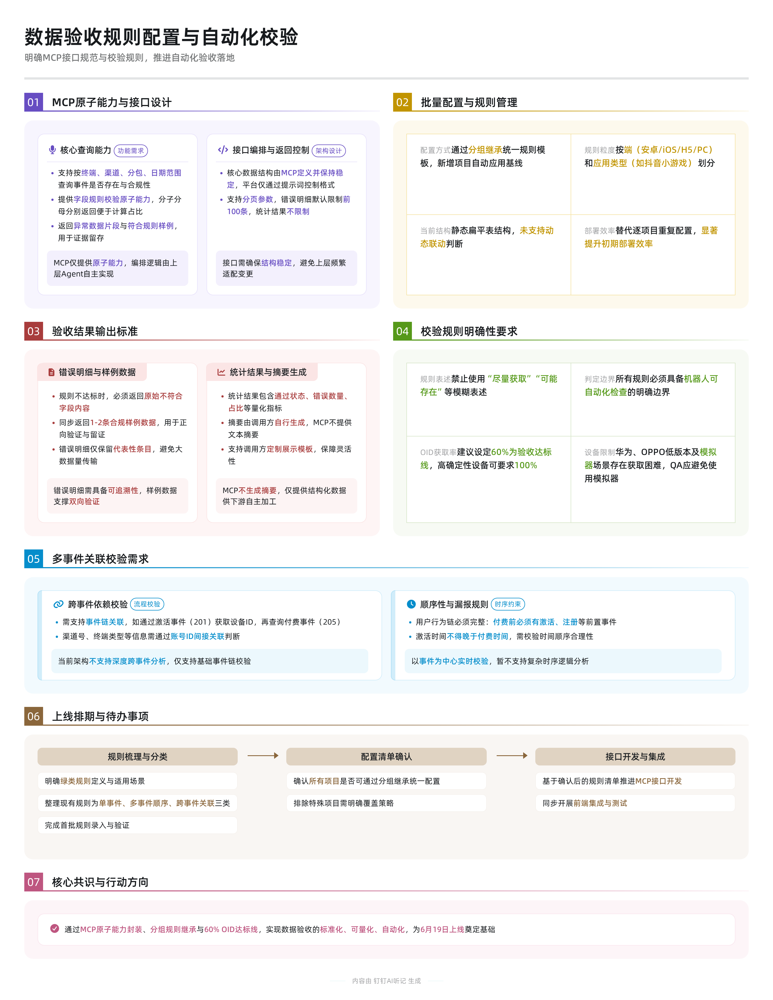 数据验收规则配置与自动化校验
明确MCP接口规范与校验规则，推进自动化验收落地
01 MCP原子能力与接口设计
核心查询能力 功能需求
• 支持按终端、渠道、分包、日期范围
查询事件是否存在与合规性
• 提供字段规则校验原子能力，分子分
母分别返回便于计算占比
• 返回异常数据片段与符合规则样例，
用于证据留存
MCP仅提供原子能力，编排逻辑由上
层Agent自主实现
接口编排与返回控制 架构设计
• 核心数据结构由MCP定义并保持稳
定，平台仅通过提示词控制格式
• 支持分页参数，错误明细默认限制前
100条，统计结果不限制
接口需确保结构稳定，避免上层频繁
适配变更
02 批量配置与规则管理
配置方式通过分组继承统一规则模
板，新增项目自动应用基线
规则粒度按端（安卓/iOS/H5/PC）
和应用类型（如抖音小游戏） 划分
当前结构静态扁平表结构，未支持动
态联动判断
部署效率替代逐项目重复配置，显著
提升初期部署效率
03 验收结果输出标准
错误明细与样例数据
• 规则不达标时，必须返回原始不符合
字段内容
• 同步返回1-2条合规样例数据，用于正
向验证与留证
• 错误明细仅保留代表性条目，避免大
数据量传输
错误明细需具备可追溯性，样例数据
支撑双向验证
统计结果与摘要生成
• 统计结果包含通过状态、错误数量、
占比等量化指标
• 摘要由调用方自行生成，MCP不提供
文本摘要
• 支持调用方定制展示模板，保障灵活
性
MCP不生成摘要，仅提供结构化数据
供下游自主加工
04 校验规则明确性要求
规则表述禁止使用“尽量获取”“可能
存在”等模糊表述
判定边界所有规则必须具备机器人可
自动化检查的明确边界
OID获取率建议设定60%为验收达标
线，高确定性设备可要求100%
设备限制华为、OPPO低版本及模拟
器场景存在获取困难，QA应避免使
用模拟器
05 多事件关联校验需求
跨事件依赖校验 流程校验
• 需支持事件链关联，如通过激活事件（201）获取设备ID，再查询付费事件（205）
• 渠道号、终端类型等信息需通过账号ID间接关联判断
当前架构不支持深度跨事件分析，仅支持基础事件链校验
顺序性与漏报规则 时序约束
• 用户行为链必须完整：付费前必须有激活、注册等前置事件
• 激活时间不得晚于付费时间，需校验时间顺序合理性
以事件为中心实时校验，暂不支持复杂时序逻辑分析
06 上线排期与待办事项
规则梳理与分类
明确绿类规则定义与适用场景
整理现有规则为单事件、多事件顺序、跨事件关联三类
完成首批规则录入与验证
配置清单确认
确认所有项目是否可通过分组继承统一配置
排除特殊项目需明确覆盖策略
接口开发与集成
基于确认后的规则清单推进MCP接口开发
同步开展前端集成与测试
07 核心共识与行动方向
通过MCP原子能力封装、分组规则继承与60% OID达标线，实现数据验收的标准化、可量化、自动化，为6月19日上线奠定基础
内容由 钉钉AI听记 生成